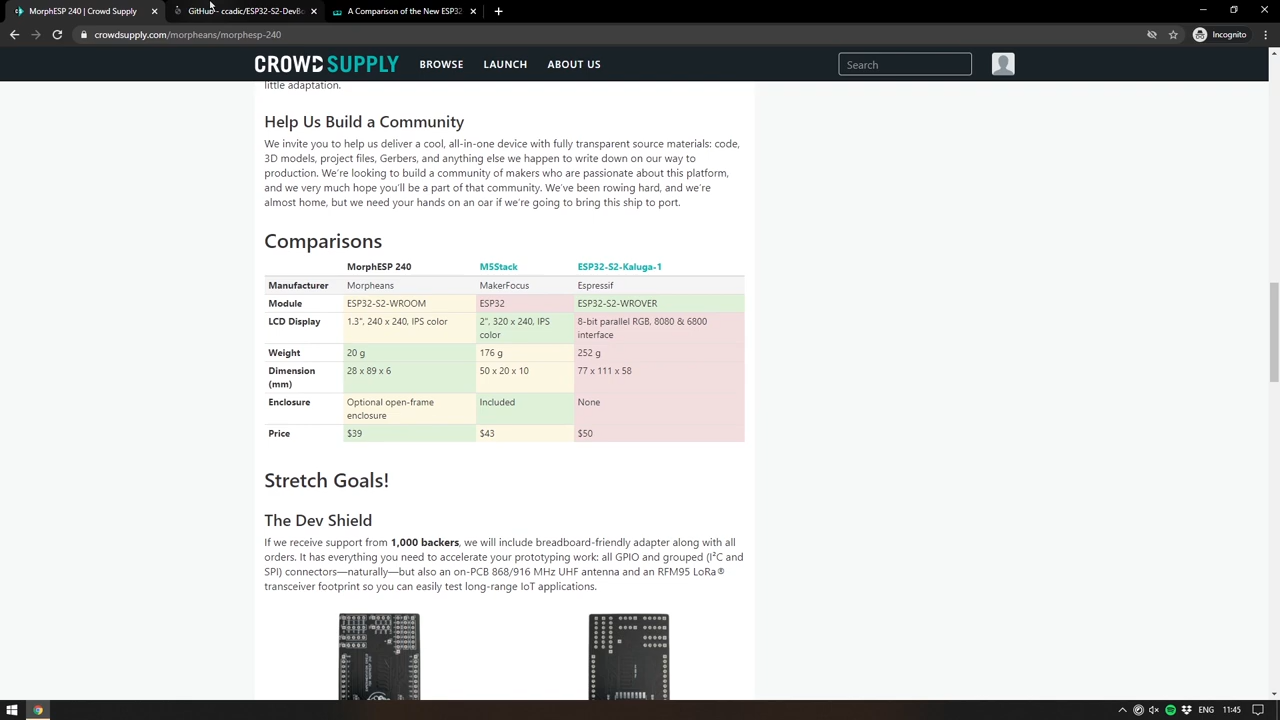 MorphESP 240 | Crowd Supply
GitHub - ccadic/ESP32-S2-DevBo
A Comparison of the New ESP32
crowdsupply.com/morpheans/morphesp-240
Incognito
CROWD SUPPLY
BROWSE
LAUNCH
ABOUT US
Search
little adaptation.
Help Us Build a Community
We invite you to help us deliver a cool, all-in-one device with fully transparent source materials: code,
3D models, project files, Gerbers, and anything else we happen to write down on our way to
production. We're looking to build a community of makers who are passionate about this platform,
and we very much hope you'll be a part of that community. We've been rowing hard, and we're
almost home, but we need your hands on an oar if we're going to bring this ship to port.
Comparisons
MorphESP 240 M5Stack ESP32-S2-Kaluga-1
Manufacturer Morpheans MakerFocus Espressif
Module ESP32-S2-WROOM ESP32 ESP32-S2-WROVER
LCD Display 1.3", 240 x 240, IPS color 2", 320 x 240, IPS 8-bit parallel RGB, 8080 & 6800
color interface
Weight 20 g 176 g 252 g
Dimension 28 x 89 x 6 50 x 20 x 10 77 x 111 x 58
(mm)
Enclosure Optional open-frame Included None
enclosure
Price $39 $43 $50
Stretch Goals!
The Dev Shield
If we receive support from 1,000 backers, we will include breadboard-friendly adapter along with all
orders. It has everything you need to accelerate your prototyping work: all GPIO and grouped (I²C and
SPI) connectors—naturally—but also an on-PCB 868/916 MHz UHF antenna and an RFM95 LoRa®
transceiver footprint so you can easily test long-range IoT applications.
ENG 11:45